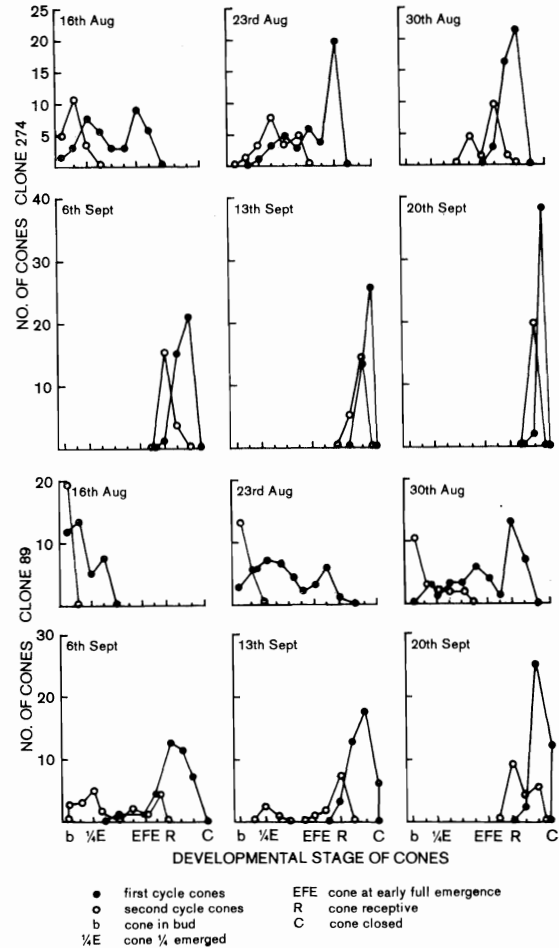 NO. OF CONES CLONE 274
16th Aug
23rd Aug
30th Aug
25
20
15
10
5
6th Sept
13th Sept
20th Sept
40
30
20
10
NO. OF CONES CLONE 89
16th Aug
23rd Aug
30th Aug
20
10
6th Sept
13th Sept
20th Sept
30
20
10
b ¼E EFE R C
b ¼E EFE R C
b ¼E EFE R C
DEVELOPMENTAL STAGE OF CONES
● first cycle cones
○ second cycle cones
b cone in bud
¼E cone ¼ emerged
EFE cone at early full emergence
R cone receptive
C cone closed